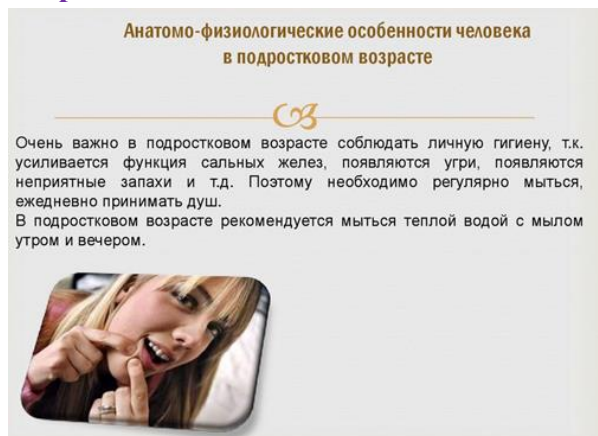 Анатомо-физиологические особенности человека
в подростковом возрасте
Очень важно в подростковом возрасте соблюдать личную гигиену, т.к.
усиливается функция сальных желез, появляются угри, появляются
неприятные запахи и т.д. Поэтому необходимо регулярно мыться,
ежедневно принимать душ.
В подростковом возрасте рекомендуется мыться теплой водой с мылом
утром и вечером.